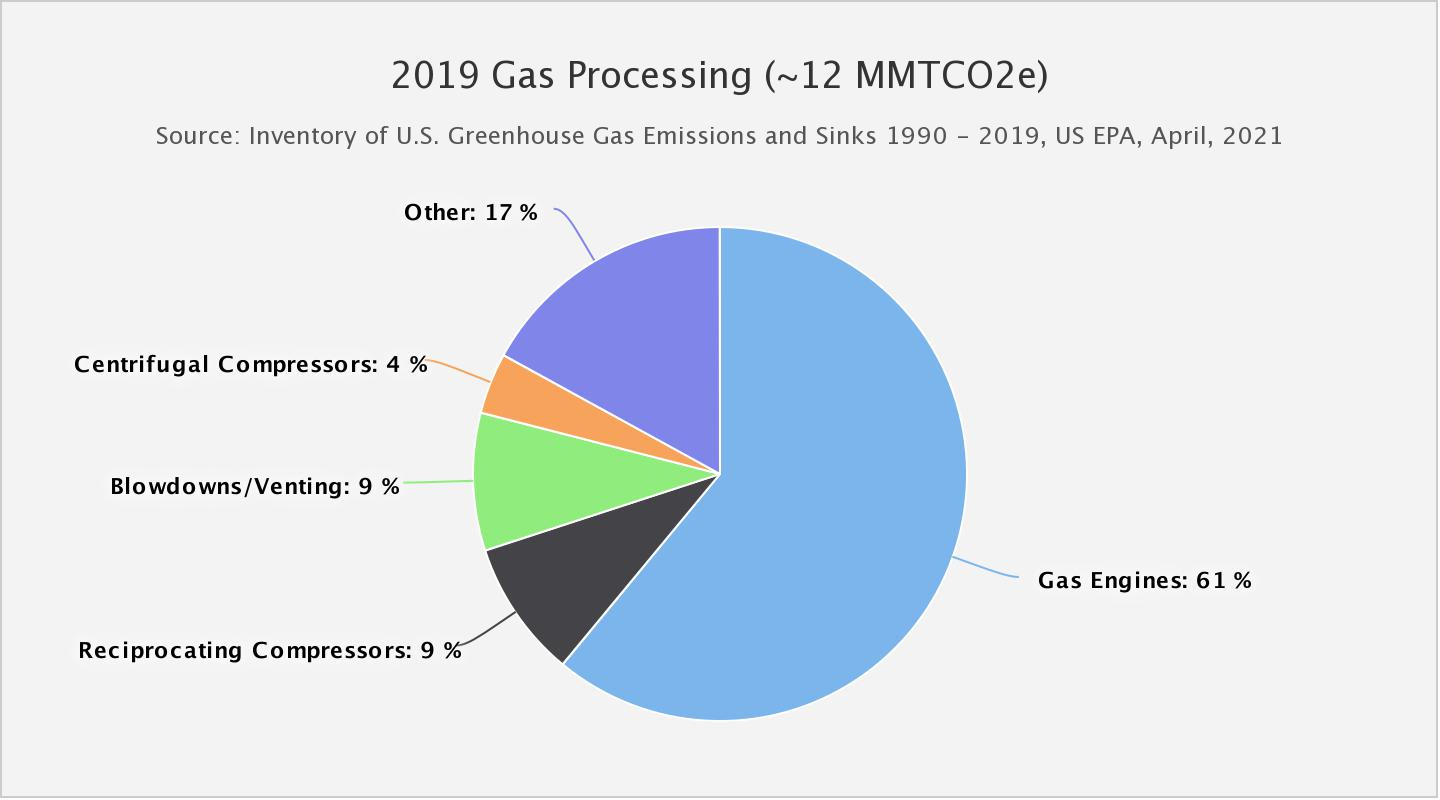 2019 Gas Processing (~12 MMTCO2e)
Source: Inventory of U.S. Greenhouse Gas Emissions and Sinks 1990 - 2019, US EPA, April, 2021
Other: 17 %
Centrifugal Compressors: 4 %
Blowdowns/Venting: 9 %
Gas Engines: 61 %
Reciprocating Compressors: 9 %